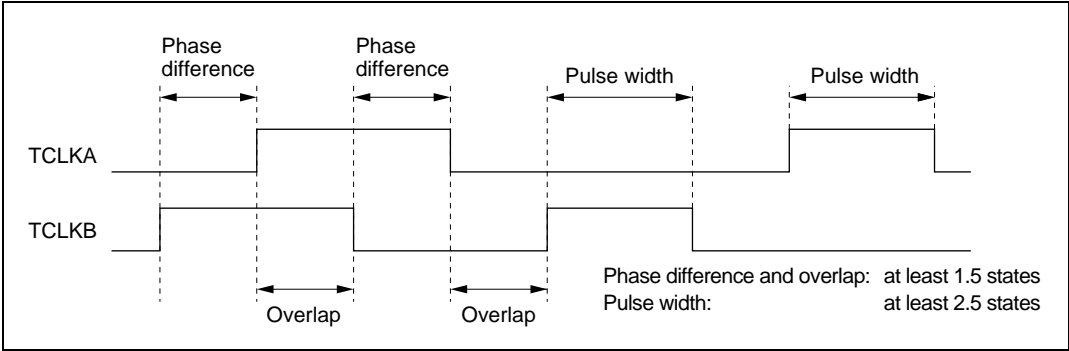 Phase difference
Phase difference
Pulse width
Pulse width
TCLKA
TCLKB
Overlap
Overlap
Phase difference and overlap: at least 1.5 states
Pulse width: at least 2.5 states